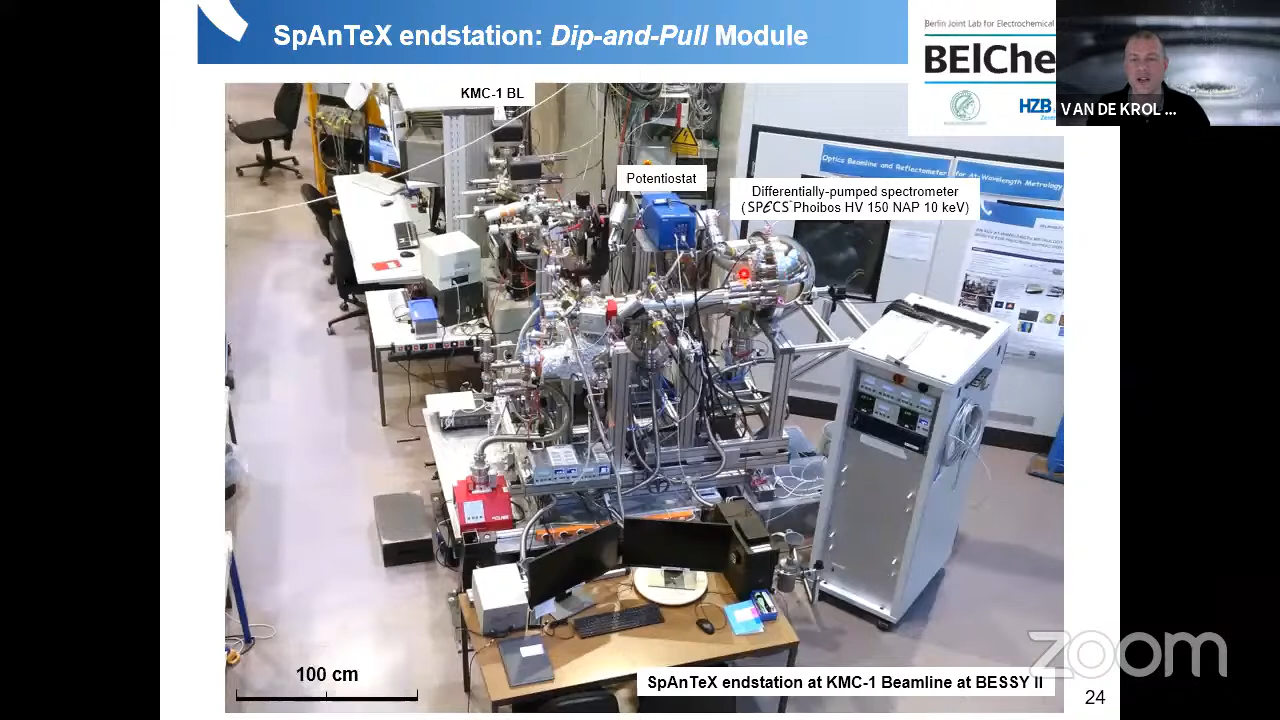 SpAnTeX endstation: Dip-and-Pull Module
Berlin Joint Lab for Electrochemical
BElChe
HZB
Zentr
VAN DE KROL ...
KMC-1 BL
Potentiostat
Differentially-pumped spectrometer
(SPECS Phoibos HV 150 NAP 10 keV)
Optics Beamline and Reflectometer for At-Wavelength Metrology
100 cm
SpAnTeX endstation at KMC-1 Beamline at BESSY II
zoom
24